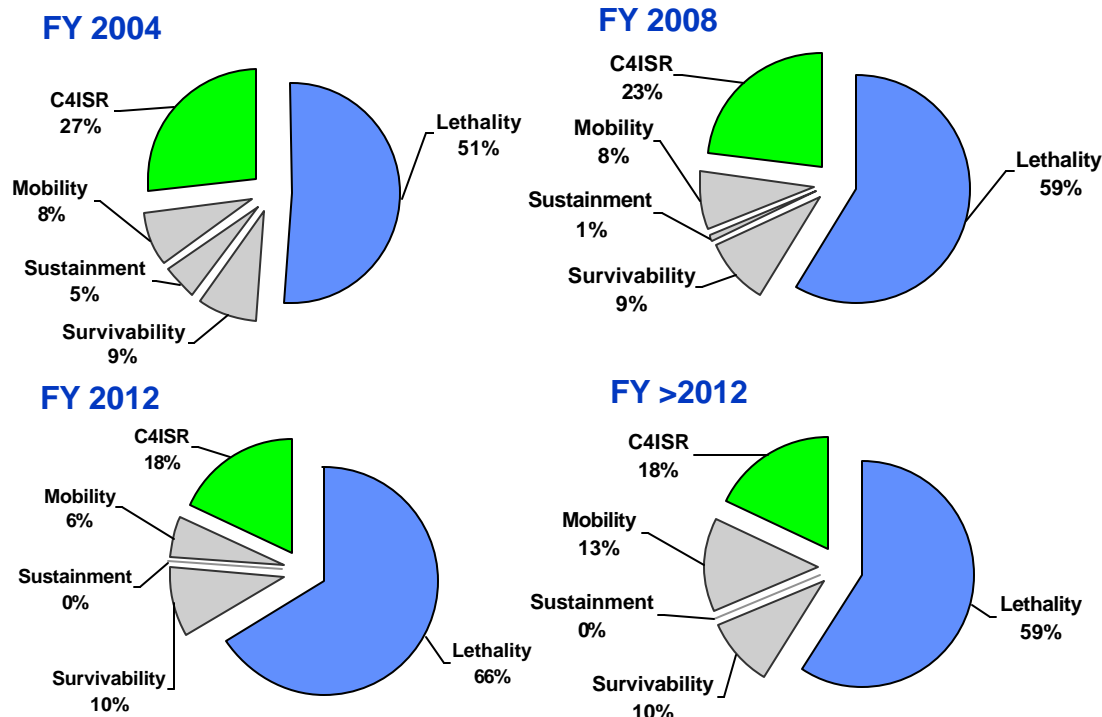 FY 2004
C4ISR
27%
Lethality
51%
Mobility
8%
Sustainment
5%
Survivability
9%
FY 2008
C4ISR
23%
Mobility
8%
Lethality
59%
Sustainment
1%
Survivability
9%
FY 2012
C4ISR
18%
Mobility
6%
Sustainment
0%
Lethality
66%
Survivability
10%
FY >2012
C4ISR
18%
Mobility
13%
Sustainment
0%
Lethality
59%
Survivability
10%